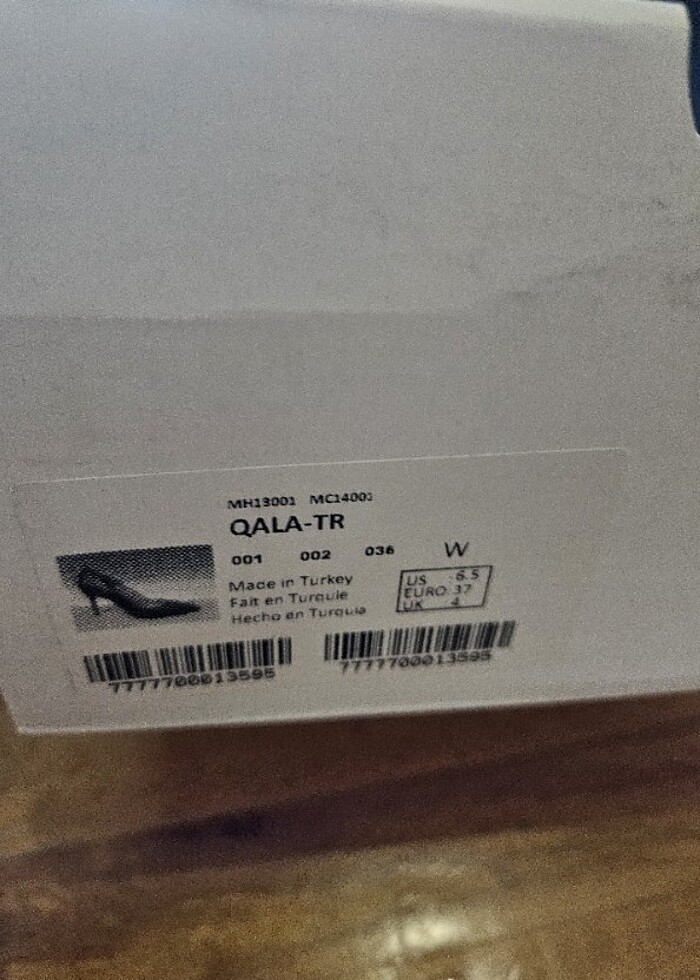 MH13001 MC14001
QALA-TR
001 002 036 W
Made in Turkey
Fait en Turquie
Hecho en Turquia
US 6.5
EURO 37
UK 4
7777700013595 7777700013595